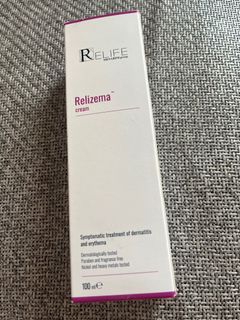 RELIFE
Relizema™
cream
Symptomatic treatment of dermatitis
and erythema
Dermatologically tested
Paraben and fragrance free
Nickel and heavy metals tested
100 ml℮